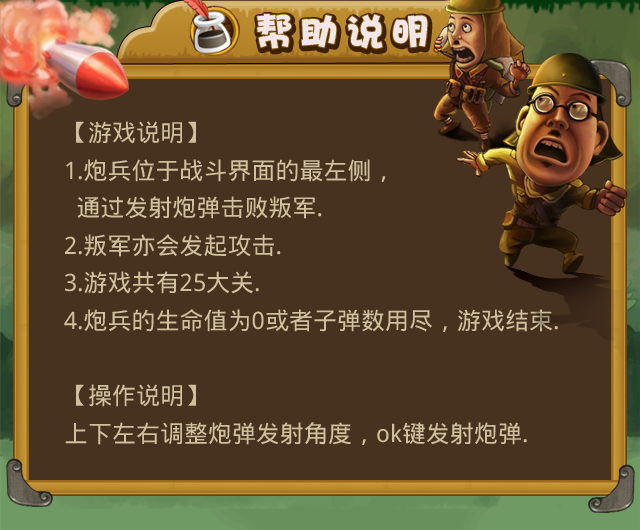 帮助说明
【游戏说明】
1.炮兵位于战斗界面的最左侧，
通过发射炮弹击败叛军.
2.叛军亦会发起攻击.
3.游戏共有25大关.
4.炮兵的生命值为0或者子弹数用尽，游戏结束.
【操作说明】
上下左右调整炮弹发射角度，ok键发射炮弹.